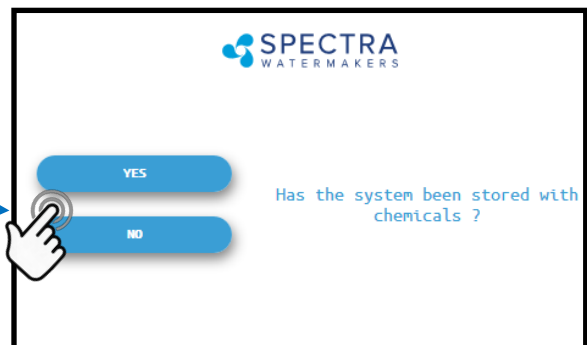 SPECTRA
WATERMAKERS
YES
NO
Has the system been stored with
chemicals ?